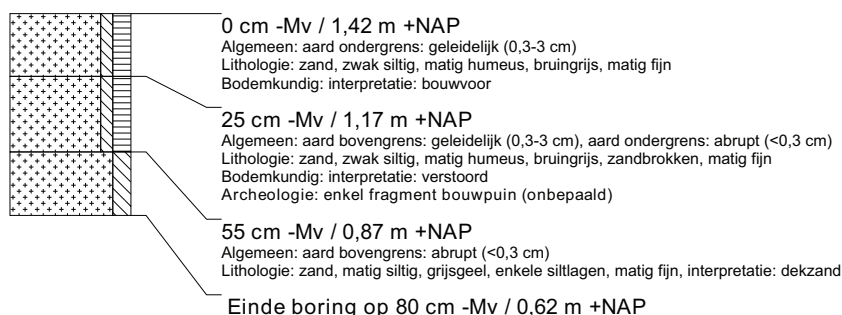 0 cm -Mv / 1,42 m +NAP
Algemeen: aard ondergrens: geleidelijk (0,3-3 cm)
Lithologie: zand, zwak siltig, matig humeus, bruingrijs, matig fijn
Bodemkundig: interpretatie: bouwvoor
25 cm -Mv / 1,17 m +NAP
Algemeen: aard bovengrens: geleidelijk (0,3-3 cm), aard ondergrens: abrupt (<0,3 cm)
Lithologie: zand, zwak siltig, matig humeus, bruingrijs, zandbrokken, matig fijn
Bodemkundig: interpretatie: verstoord
Archeologie: enkel fragment bouwpuin (onbepaald)
55 cm -Mv / 0,87 m +NAP
Algemeen: aard bovengrens: abrupt (<0,3 cm)
Lithologie: zand, matig siltig, grijsgeel, enkele siltlagen, matig fijn, interpretatie: dekzand
Einde boring op 80 cm -Mv / 0,62 m +NAP